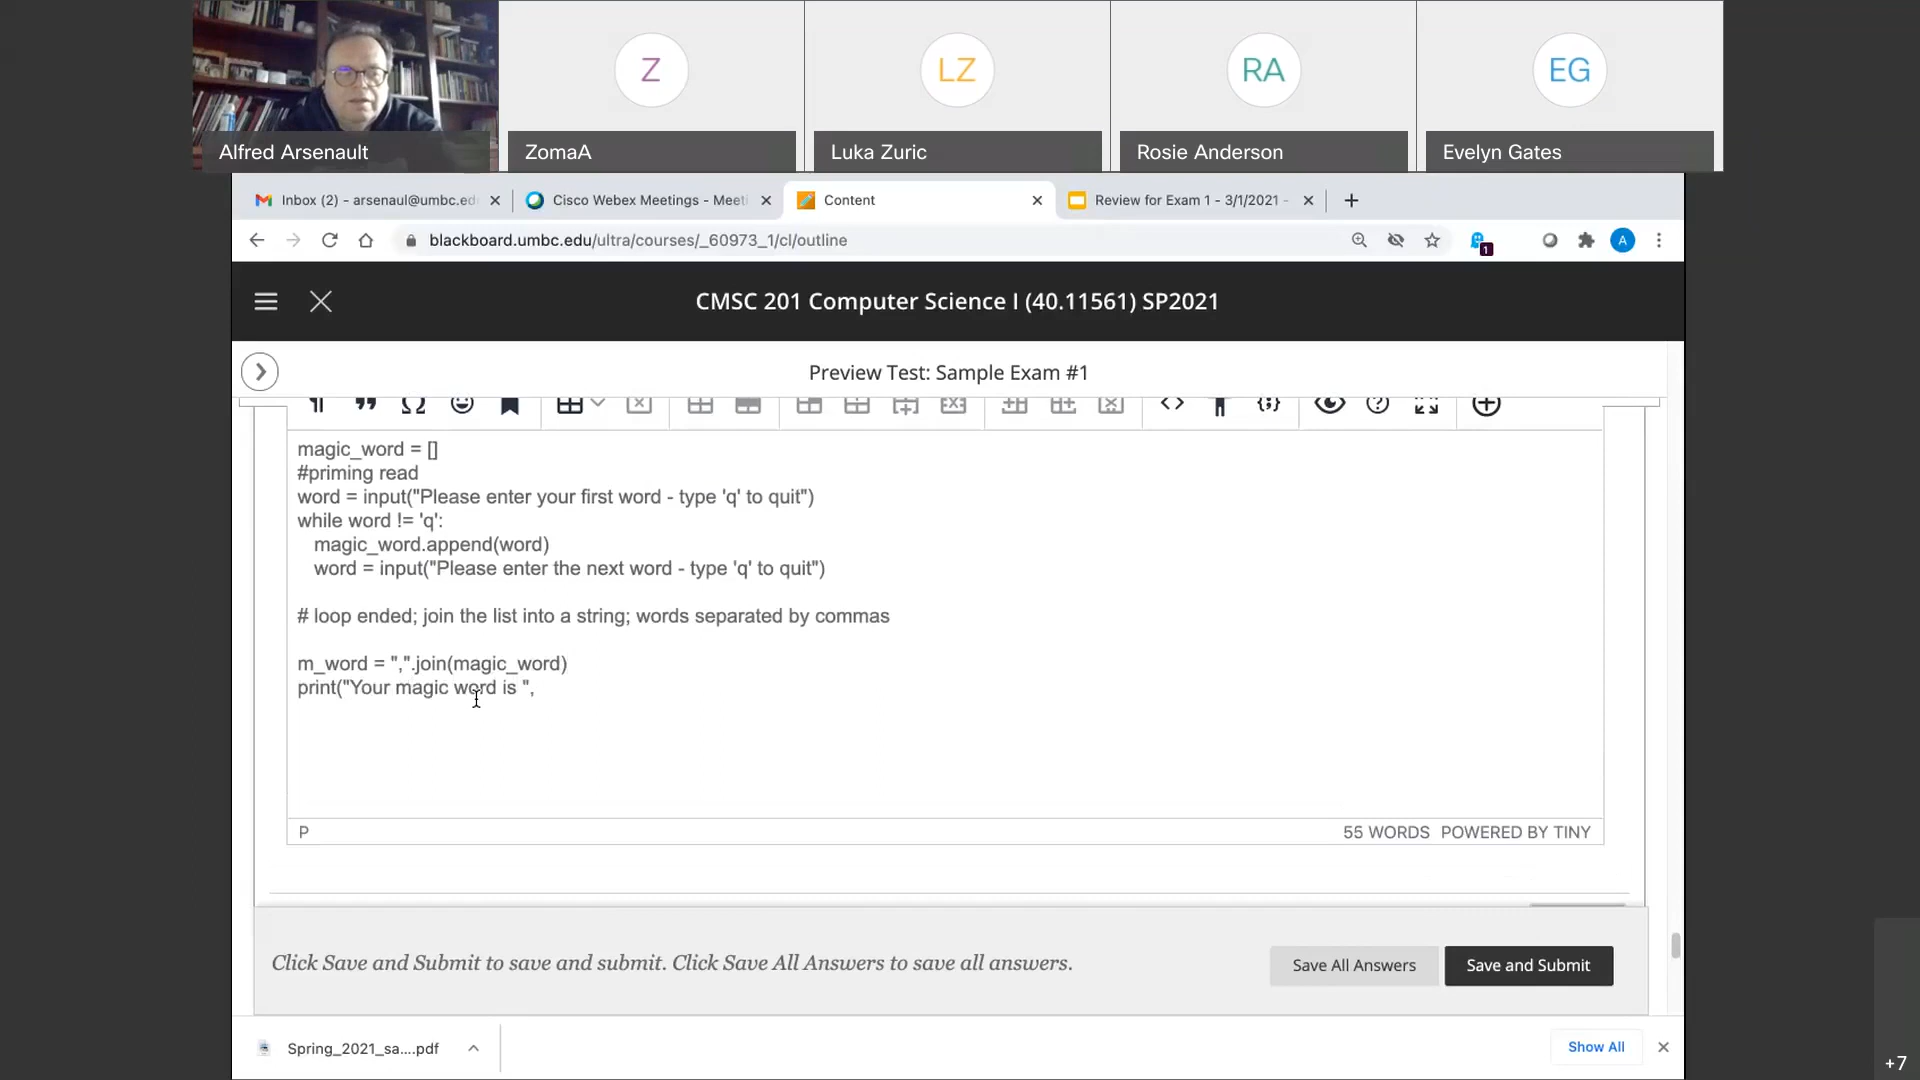 Z
LZ
RA
EG
Alfred Arsenault
ZomaA
Luka Zuric
Rosie Anderson
Evelyn Gates
Inbox (2) - arsenaul@umbc.ed
Cisco Webex Meetings - Meeti
Content
Review for Exam 1 - 3/1/2021 -
blackboard.umbc.edu/ultra/courses/_60973_1/cl/outline
1
A
CMSC 201 Computer Science I (40.11561) SP2021
Preview Test: Sample Exam #1
magic_word = []
#priming read
word = input("Please enter your first word - type 'q' to quit")
while word != 'q':
magic_word.append(word)
word = input("Please enter the next word - type 'q' to quit")
# loop ended; join the list into a string; words separated by commas
m_word = ",".join(magic_word)
print("Your magic word is ",
P
55 WORDS POWERED BY TINY
Click Save and Submit to save and submit. Click Save All Answers to save all answers.
Save All Answers
Save and Submit
Spring_2021_sa....pdf
Show All
+7